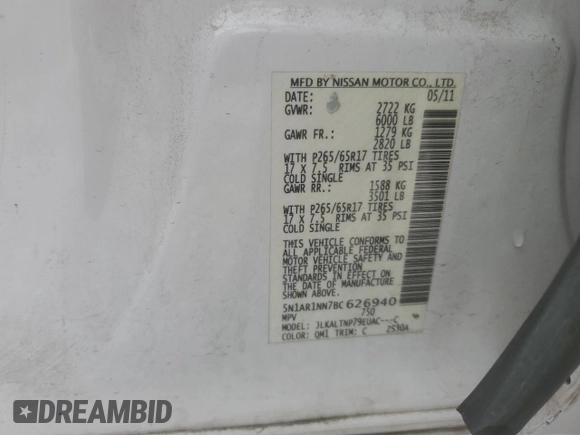 MFD BY NISSAN MOTOR CO., LTD.
DATE: 05/11
GVWR: 2722 KG
6000 LB
GAWR FR.: 1279 KG
2820 LB
WITH P265/65R17 TIRES
17 X 7.5 RIMS AT 35 PSI
COLD SINGLE
GAWR RR.: 1588 KG
3501 LB
WITH P265/65R17 TIRES
17 X 7.5 RIMS AT 35 PSI
COLD SINGLE
THIS VEHICLE CONFORMS TO
ALL APPLICABLE FEDERAL
MOTOR VEHICLE SAFETY AND
THEFT PREVENTION
STANDARDS IN EFFECT ON
THE DATE OF MANUFACTURE
SHOWN ABOVE.
5N1AR1NN7BC626940
MPV 750
MODEL: JLKALTNP79EUAC---C
COLOR: QM1 TRIM: C 2S30A
DREAMBID